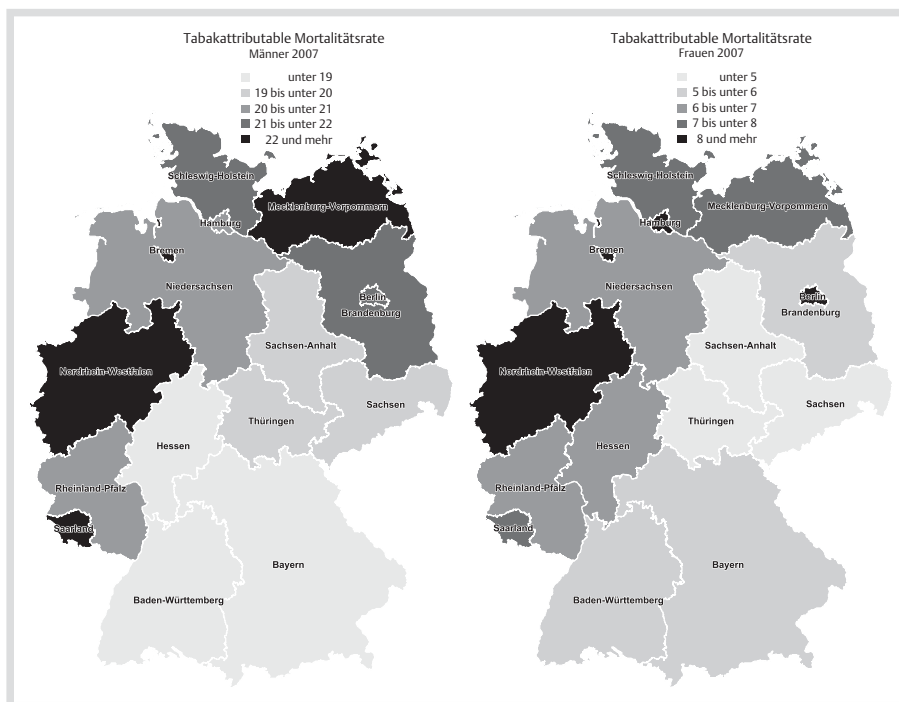 Tabakattributable Mortalitätsrate
Männer 2007
unter 19
19 bis unter 20
20 bis unter 21
21 bis unter 22
22 und mehr
Schleswig-Holstein
Mecklenburg-Vorpommern
Hamburg
Bremen
Niedersachsen
Berlin
Brandenburg
Sachsen-Anhalt
Nordrhein-Westfalen
Sachsen
Thüringen
Hessen
Rheinland-Pfalz
Saarland
Bayern
Baden-Württemberg
Tabakattributable Mortalitätsrate
Frauen 2007
unter 5
5 bis unter 6
6 bis unter 7
7 bis unter 8
8 und mehr
Schleswig-Holstein
Mecklenburg-Vorpommern
Hamburg
Bremen
Niedersachsen
Berlin
Brandenburg
Sachsen-Anhalt
Nordrhein-Westfalen
Sachsen
Thüringen
Hessen
Rheinland-Pfalz
Saarland
Bayern
Baden-Württemberg